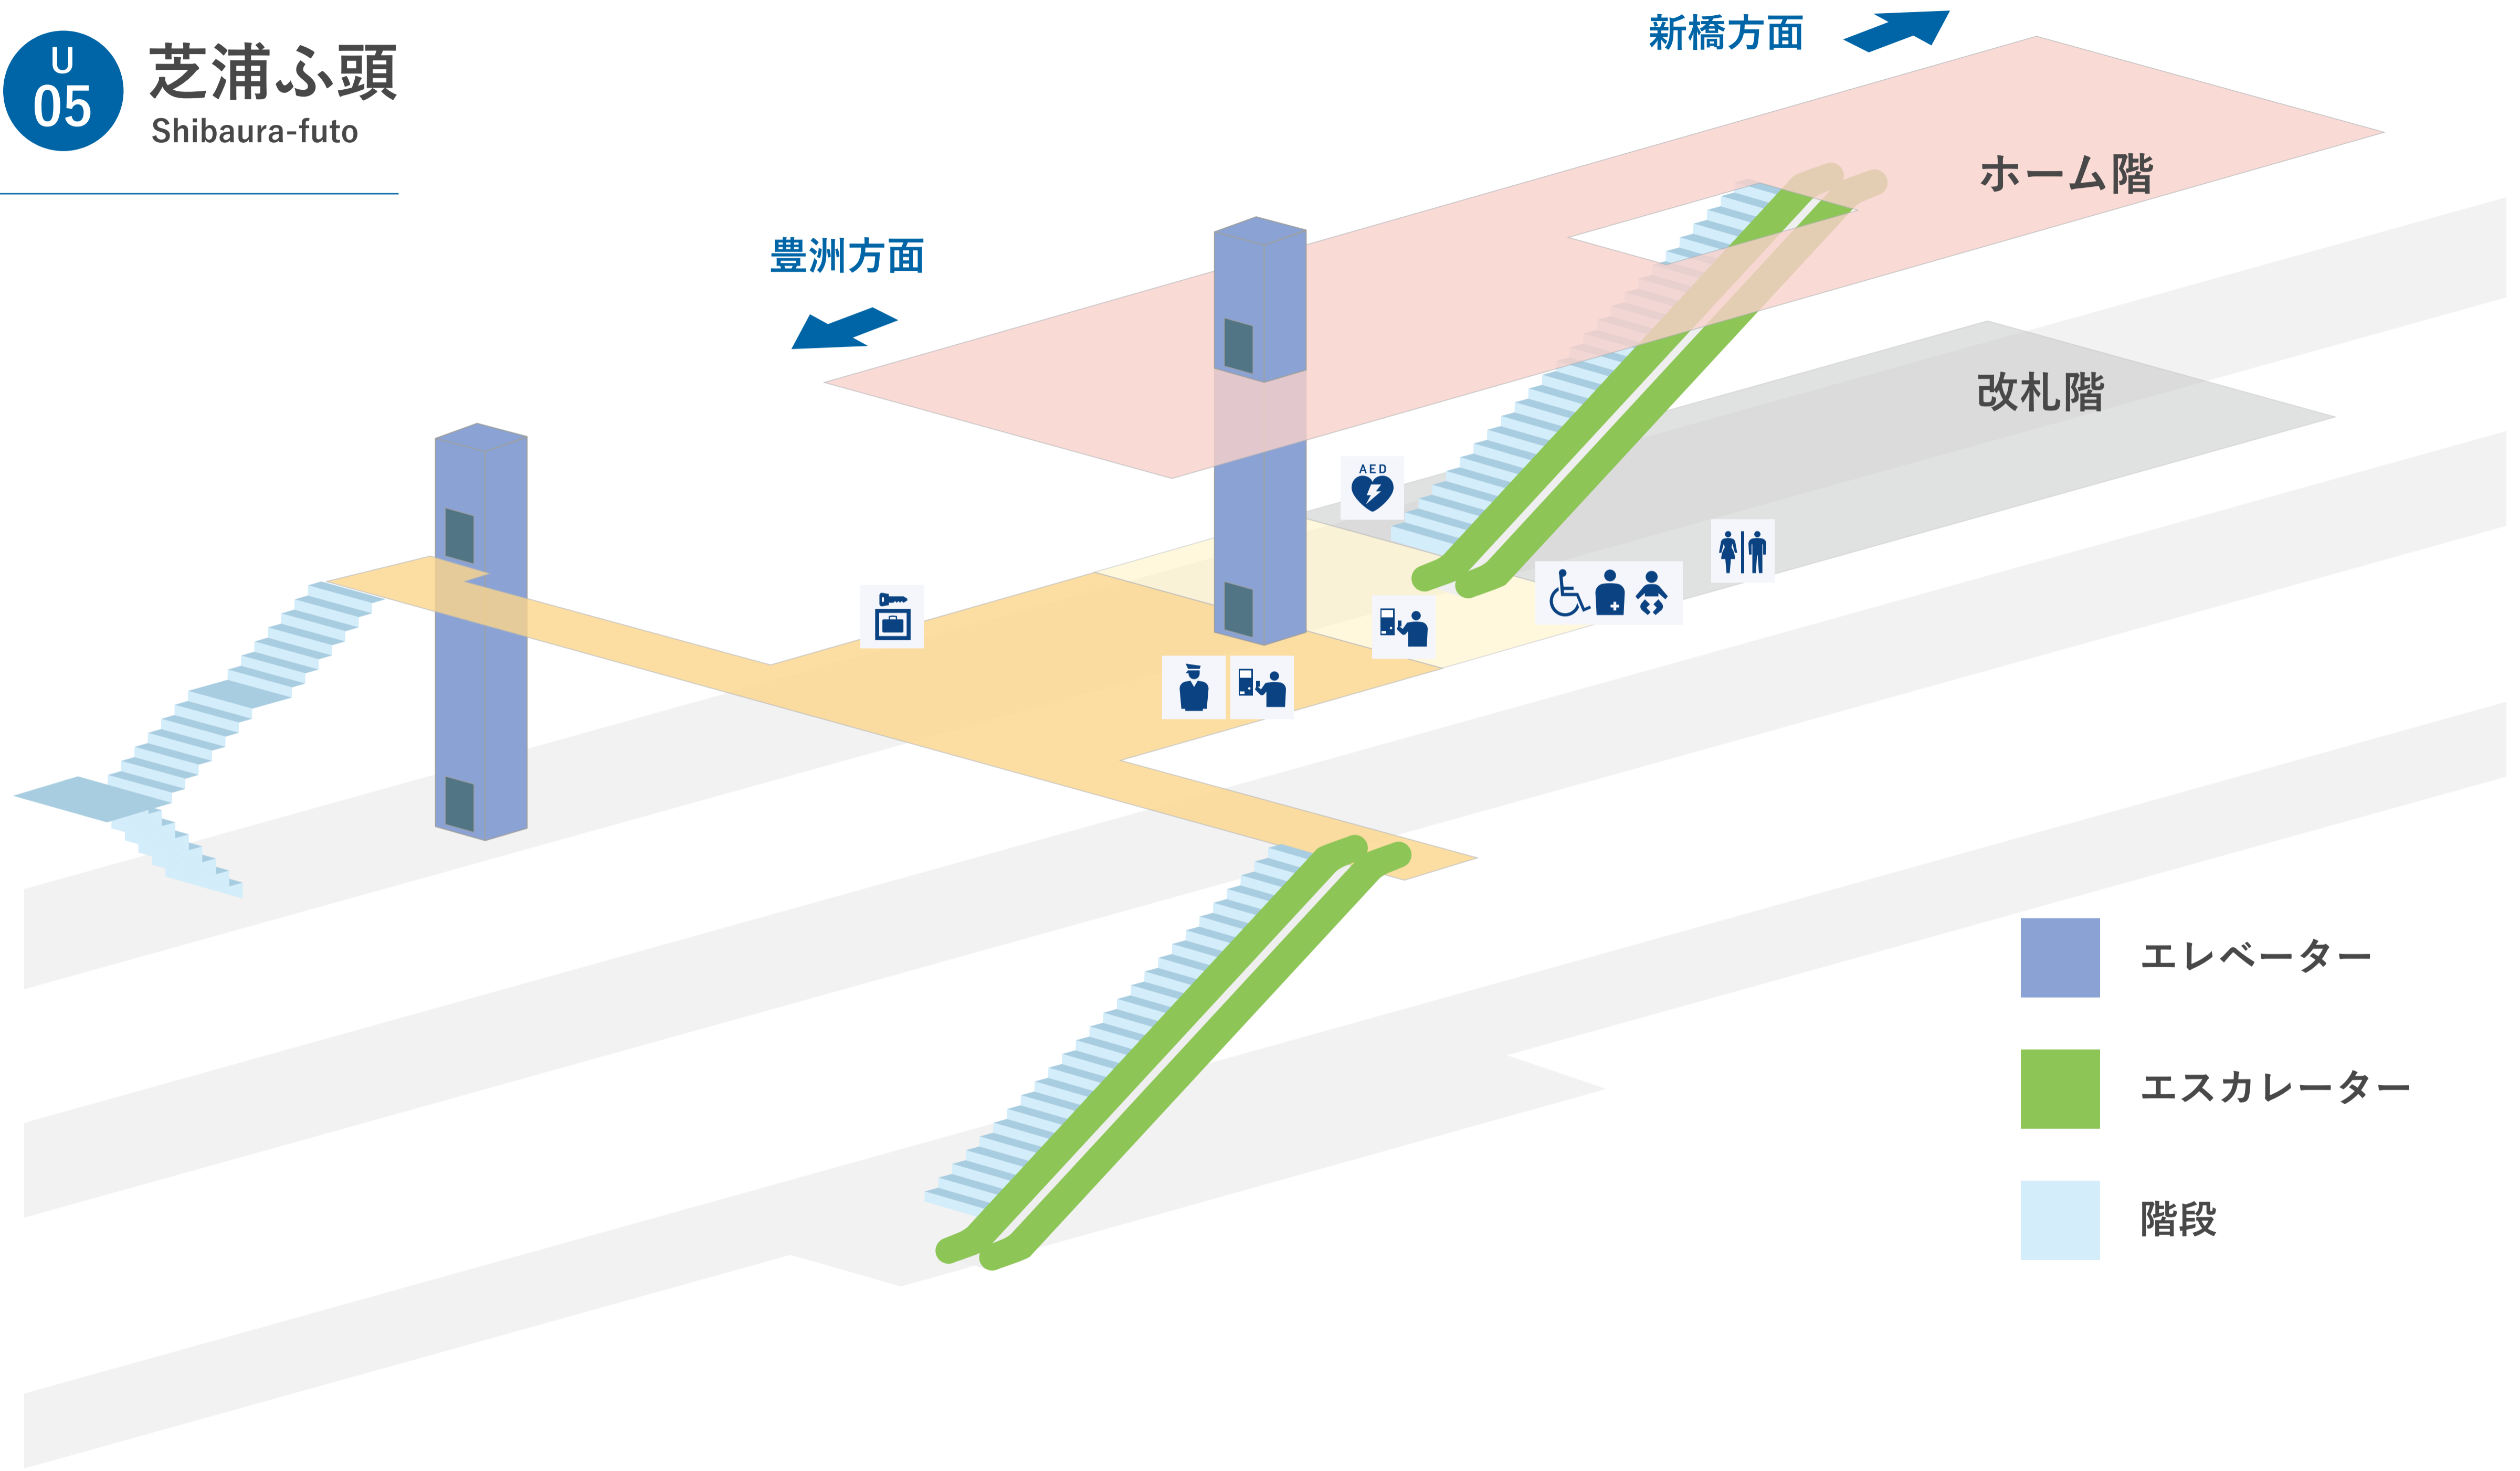 U
05
芝浦ふ頭
Shibaura-futo
新橋方面
豊洲方面
ホーム階
改札階
AED
エレベーター
エスカレーター
階段